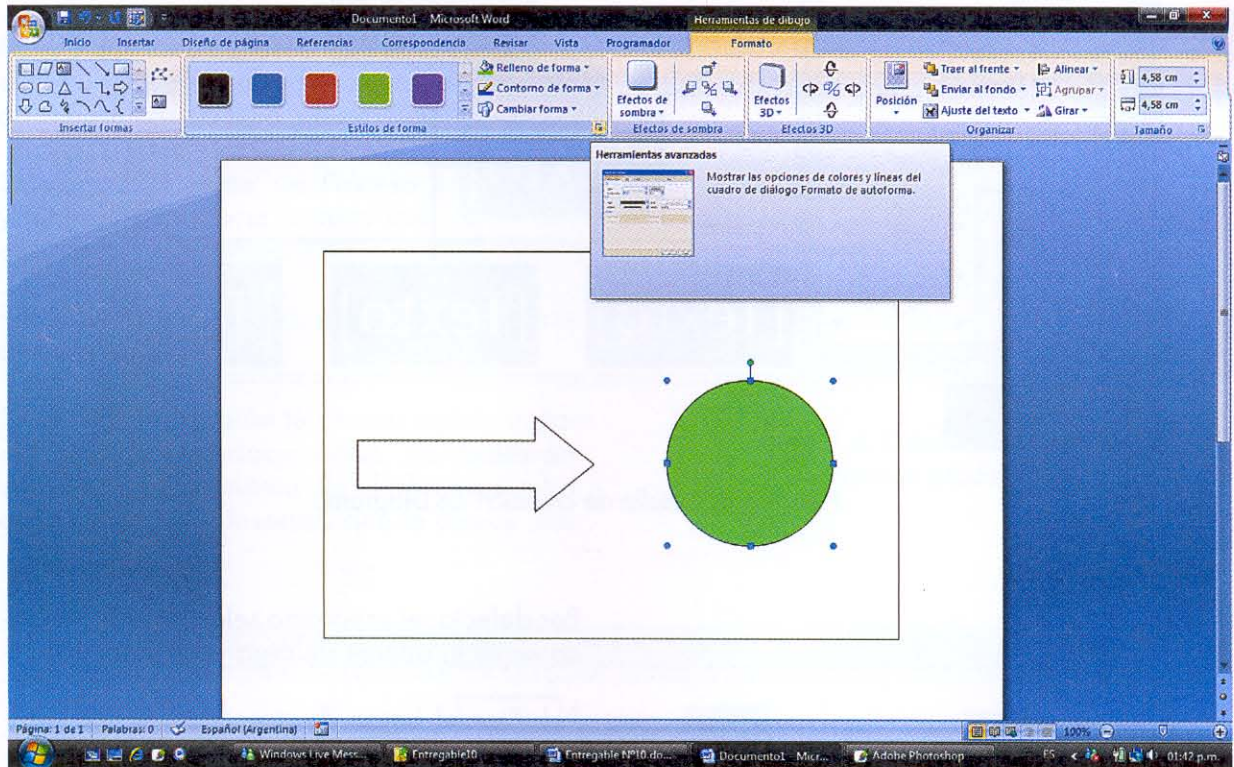 Documento1 Microsoft Word
Herramientas de dibujo
Inicio Insertar Diseño de página Referencias Correspondencia Revisar Vista Programador Formato
Relleno de forma
Contorno de forma
Cambiar forma
Efectos de sombra
Efectos 3D
Posición
Traer al frente
Enviar al fondo
Ajuste del texto
Alinear
Agrupar
Girar
4,58 cm
4,58 cm
Insertar formas Estilos de forma Efectos de sombra Efectos 3D Organizar Tamaño
Herramientas avanzadas
Mostrar las opciones de colores y líneas del
cuadro de diálogo Formato de autoforma.
Página: 1 de 1 Palabras: 0 Español (Argentina) 100%
Windows Live Mess... Entregable10 Entregable Nº10.do... Documento1 Micr... Adobe Photoshop ES 01:42 p.m.